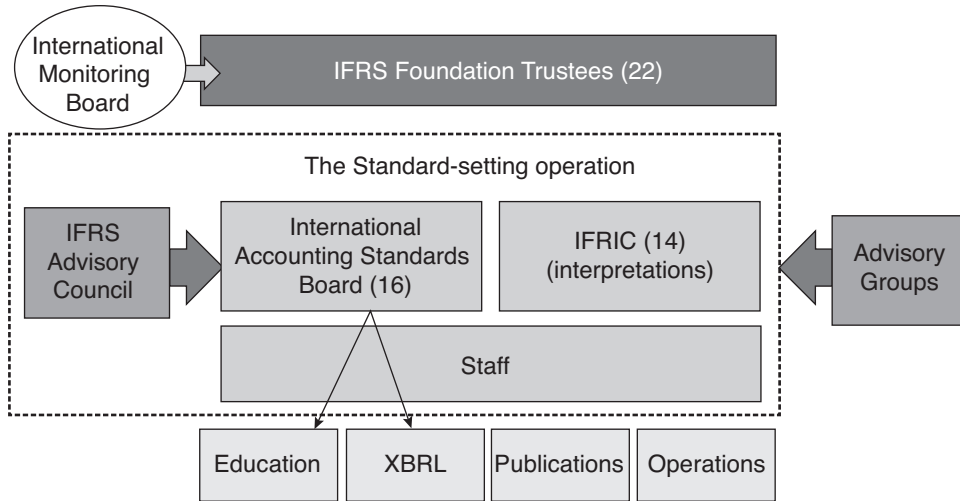 International
Monitoring
Board
IFRS Foundation Trustees (22)
The Standard-setting operation
IFRS
Advisory
Council
International
Accounting Standards
Board (16)
IFRIC (14)
(interpretations)
Advisory
Groups
Staff
Education
XBRL
Publications
Operations